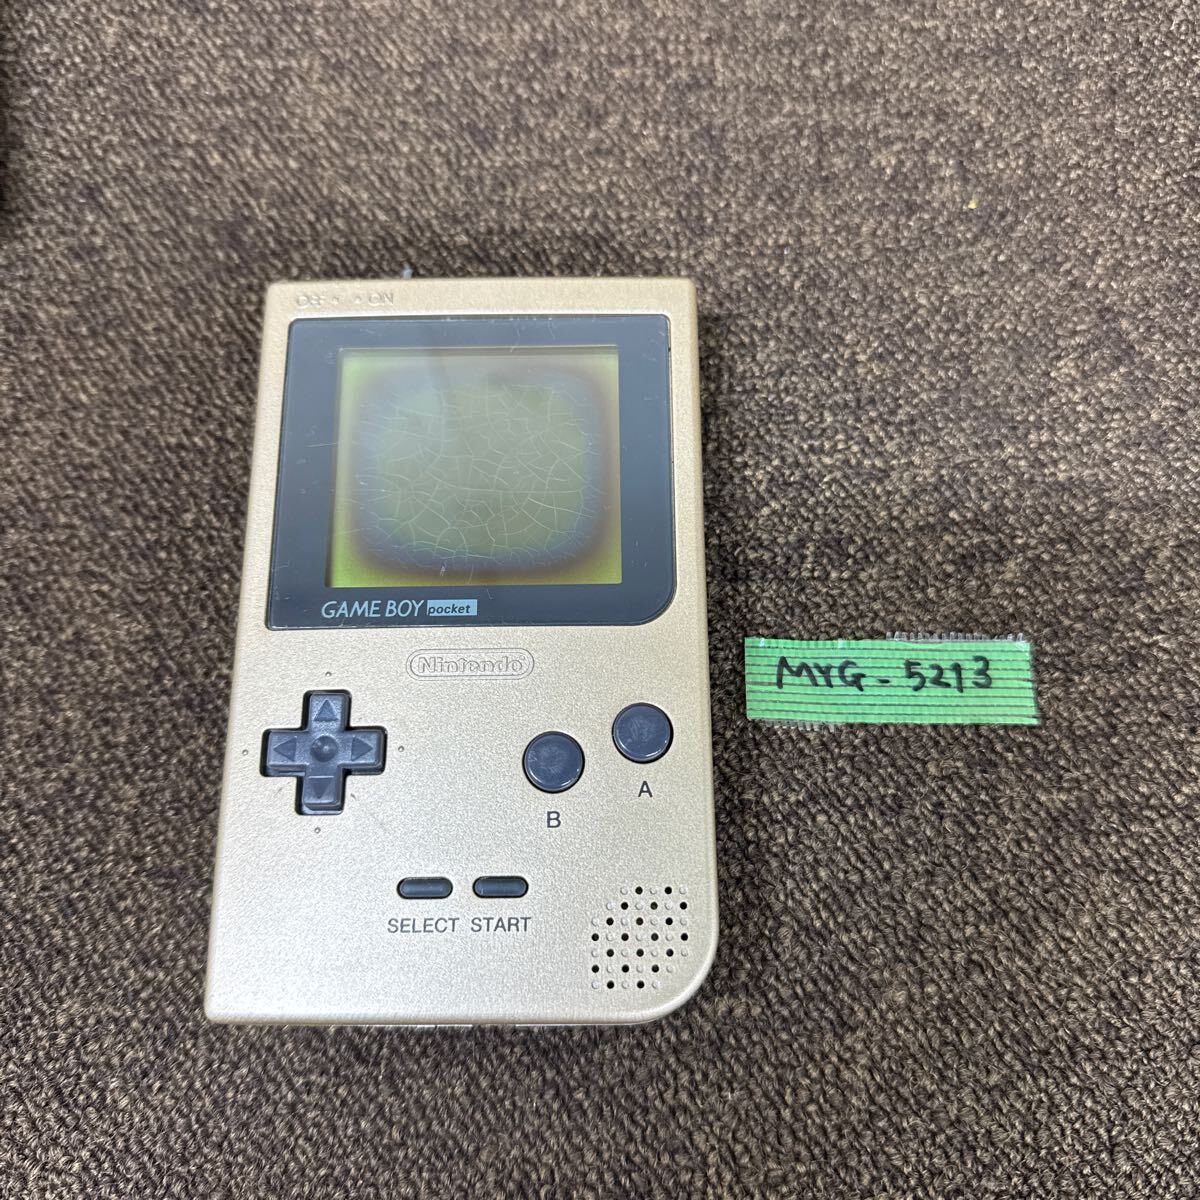 OFF ON
GAME BOY pocket
Nintendo
MYG-5213
A
B
SELECT START